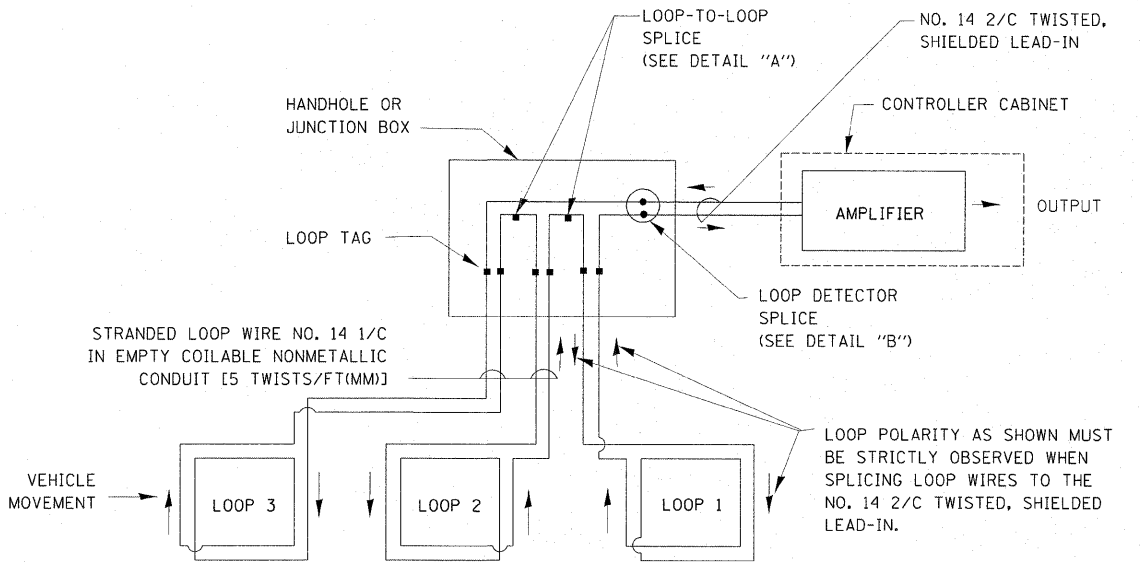 LOOP-TO-LOOP
SPLICE
(SEE DETAIL "A")
NO. 14 2/C TWISTED,
SHIELDED LEAD-IN
HANDHOLE OR
JUNCTION BOX
CONTROLLER CABINET
AMPLIFIER
OUTPUT
LOOP TAG
LOOP DETECTOR
SPLICE
(SEE DETAIL "B")
STRANDED LOOP WIRE NO. 14 1/C
IN EMPTY COILABLE NONMETALLIC
CONDUIT [5 TWISTS/FT(MM)]
LOOP POLARITY AS SHOWN MUST
BE STRICTLY OBSERVED WHEN
SPLICING LOOP WIRES TO THE
NO. 14 2/C TWISTED, SHIELDED
LEAD-IN.
VEHICLE
MOVEMENT
LOOP 3
LOOP 2
LOOP 1